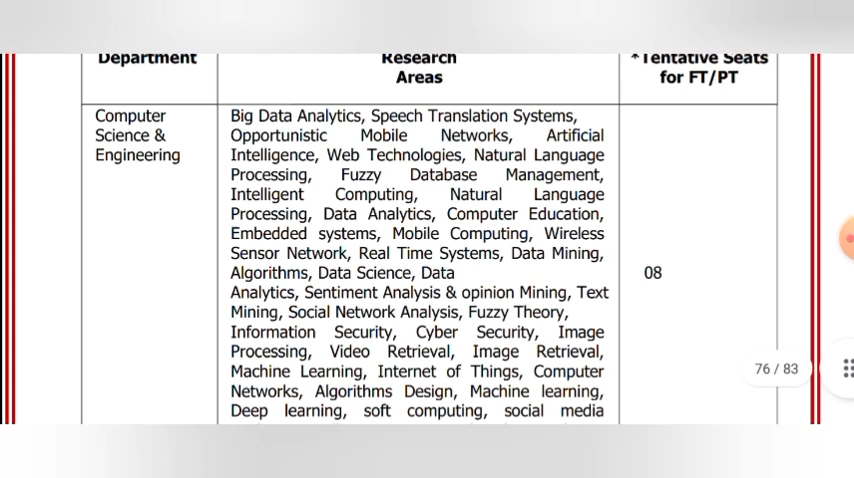 Department
Research
Areas
*Tentative Seats
for FT/PT
Computer
Science &
Engineering
Big Data Analytics, Speech Translation Systems,
Opportunistic Mobile Networks, Artificial
Intelligence, Web Technologies, Natural Language
Processing, Fuzzy Database Management,
Intelligent Computing, Natural Language
Processing, Data Analytics, Computer Education,
Embedded systems, Mobile Computing, Wireless
Sensor Network, Real Time Systems, Data Mining,
Algorithms, Data Science, Data
Analytics, Sentiment Analysis & opinion Mining, Text
Mining, Social Network Analysis, Fuzzy Theory,
Information Security, Cyber Security, Image
Processing, Video Retrieval, Image Retrieval,
Machine Learning, Internet of Things, Computer
Networks, Algorithms Design, Machine learning,
Deep learning, soft computing, social media
08
76 / 83